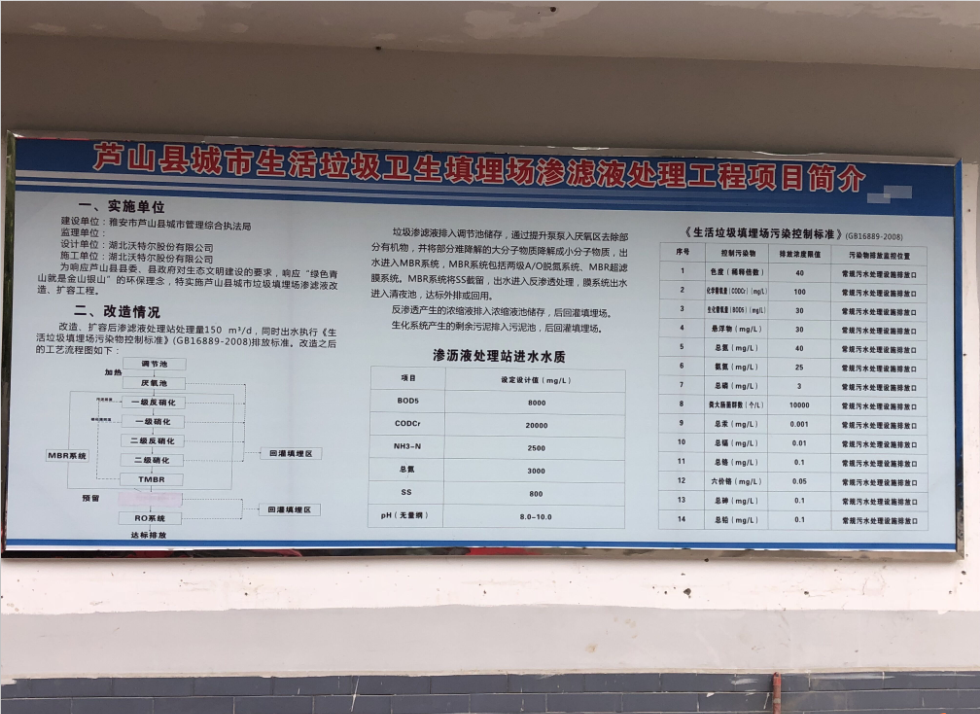 芦山县城市生活垃圾卫生填埋场渗滤液处理工程项目简介
一、实施单位
建设单位：雅安市芦山县城市管理综合执法局
监理单位：
设计单位：湖北沃特尔股份有限公司
施工单位：湖北沃特尔股份有限公司
为响应芦山县县委、县政府对生态文明建设的要求，响应“绿色青
山就是金山银山”的环保理念，特实施芦山县城市垃圾填埋场渗滤液改
造、扩容工程。
二、改造情况
改造、扩容后渗滤液处理站处理量150 m³/d，同时出水执行《生
活垃圾填埋场污染物控制标准》(GB16889-2008)排放标准。改造之后
的工艺流程图如下：
调节池
加热
厌氧池
一级反硝化
一级硝化
二级反硝化
二级硝化
MBR系统
回灌填埋区
TMBR
预留
RO系统
回灌填埋区
达标排放
垃圾渗滤液排入调节池储存，通过提升泵泵入厌氧区去除部
分有机物，并将部分难降解的大分子物质降解成小分子物质，出
水进入MBR系统，MBR系统包括两级A/O脱氮系统、MBR超滤
膜系统。MBR系统将SS截留，出水进入反渗透处理，膜系统出水
进入清夜池，达标外排或回用。
反渗透产生的浓缩液排入浓缩液池储存，后回灌填埋场。
生化系统产生的剩余污泥排入污泥池，后回灌填埋场。
渗沥液处理站进水水质
项目 设定设计值（mg/L）
BOD5 8000
CODCr 20000
NH3-N 2500
总氮 3000
SS 800
pH（无量纲） 8.0-10.0
《生活垃圾填埋场污染控制标准》(GB16889-2008)
序号 控制污染物 排放浓度限值 污染物排放监控位置
1 色度（稀释倍数） 40 常规污水处理设施排放口
2 化学需氧量（CODCr）（mg/L） 100 常规污水处理设施排放口
3 生化需氧量（BOD5）（mg/L） 30 常规污水处理设施排放口
4 悬浮物（mg/L） 30 常规污水处理设施排放口
5 总氮（mg/L） 40 常规污水处理设施排放口
6 氨氮（mg/L） 25 常规污水处理设施排放口
7 总磷（mg/L） 3 常规污水处理设施排放口
8 粪大肠菌群数（个/L） 10000 常规污水处理设施排放口
9 总汞（mg/L） 0.001 常规污水处理设施排放口
10 总镉（mg/L） 0.01 常规污水处理设施排放口
11 总铬（mg/L） 0.1 常规污水处理设施排放口
12 六价铬（mg/L） 0.05 常规污水处理设施排放口
13 总砷（mg/L） 0.1 常规污水处理设施排放口
14 总铅（mg/L） 0.1 常规污水处理设施排放口